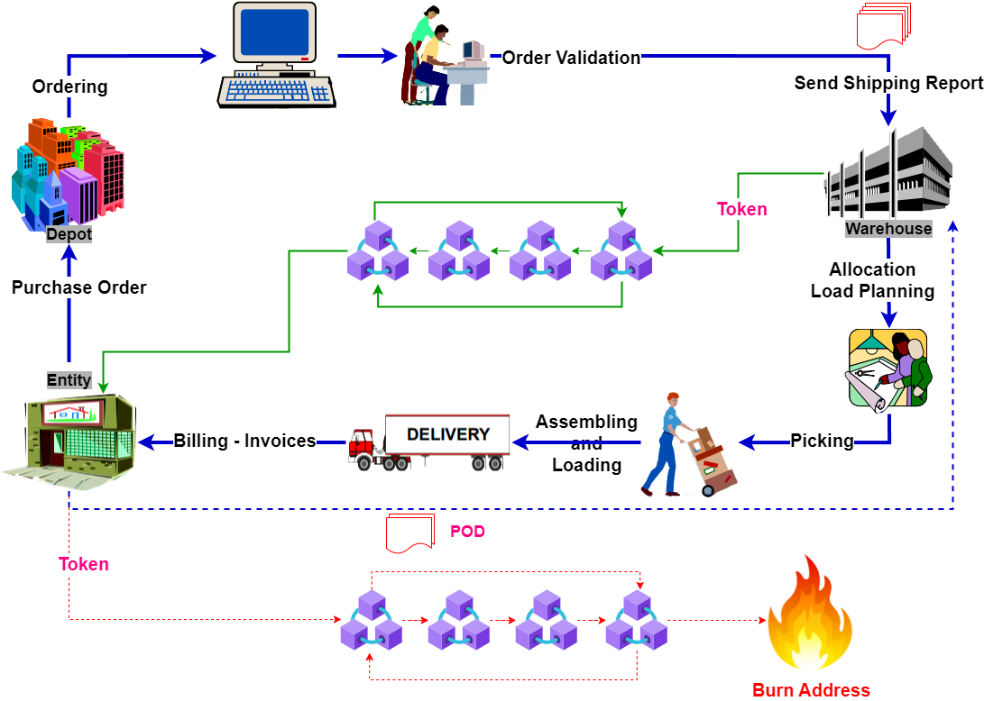 Order Validation
Send Shipping Report
Ordering
Depot
Token
Warehouse
Purchase Order
Allocation
Load Planning
Entity
DELIVERY
Billing - Invoices
Assembling
and
Loading
Picking
POD
Token
Burn Address